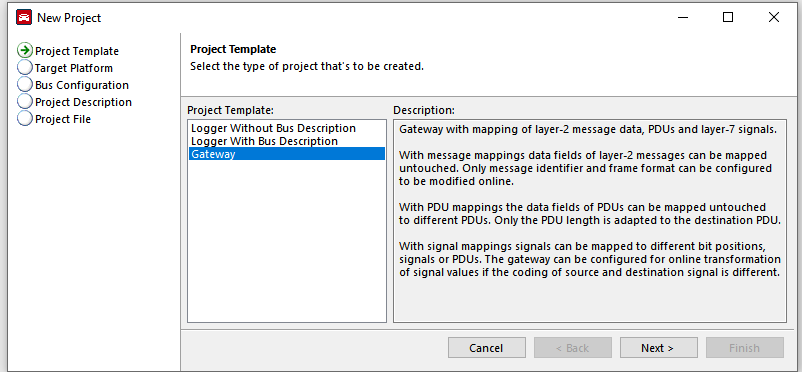 New Project
Project Template
Target Platform
Bus Configuration
Project Description
Project File
Project Template
Select the type of project that's to be created.
Project Template:
Logger Without Bus Description
Logger With Bus Description
Gateway
Description:
Gateway with mapping of layer-2 message data, PDUs and layer-7 signals.
With message mappings data fields of layer-2 messages can be mapped
untouched. Only message identifier and frame format can be configured
to be modified online.
With PDU mappings the data fields of PDUs can be mapped untouched
to different PDUs. Only the PDU length is adapted to the destination PDU.
With signal mappings signals can be mapped to different bit positions,
signals or PDUs. The gateway can be configured for online transformation
of signal values if the coding of source and destination signal is different.
Cancel
< Back
Next >
Finish